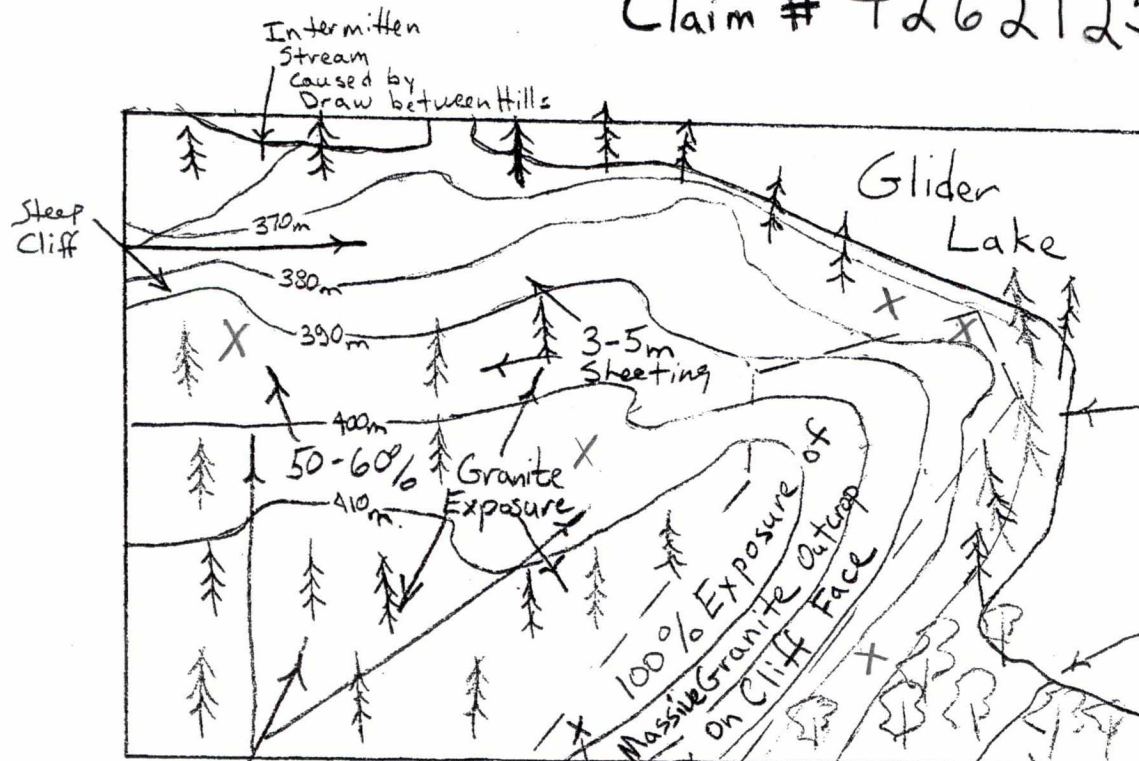 Claim # 4262123
Intermitten
Stream
Caused by
Draw between Hills
Glider
Lake
Steep
Cliff
370m
380m
390m
3-5m
Sheeting
400m
50-60%
Granite
Exposure
410m.
100% Exposure of
Massive Granite Outcrop
on Cliff Face
X
X
X
X
X
X